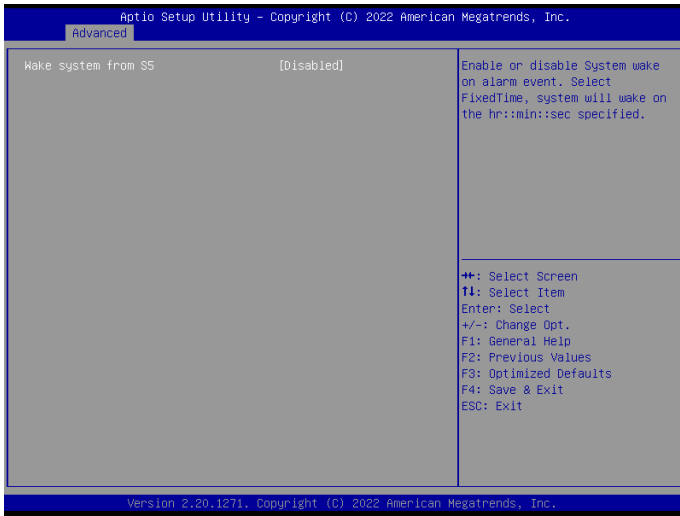 Aptio Setup Utility – Copyright (C) 2022 American Megatrends, Inc.
Advanced
Wake system from S5 [Disabled]
Enable or disable System wake
on alarm event. Select
FixedTime, system will wake on
the hr::min::sec specified.
→←: Select Screen
↑↓: Select Item
Enter: Select
+/-: Change Opt.
F1: General Help
F2: Previous Values
F3: Optimized Defaults
F4: Save & Exit
ESC: Exit
Version 2.20.1271. Copyright (C) 2022 American Megatrends, Inc.